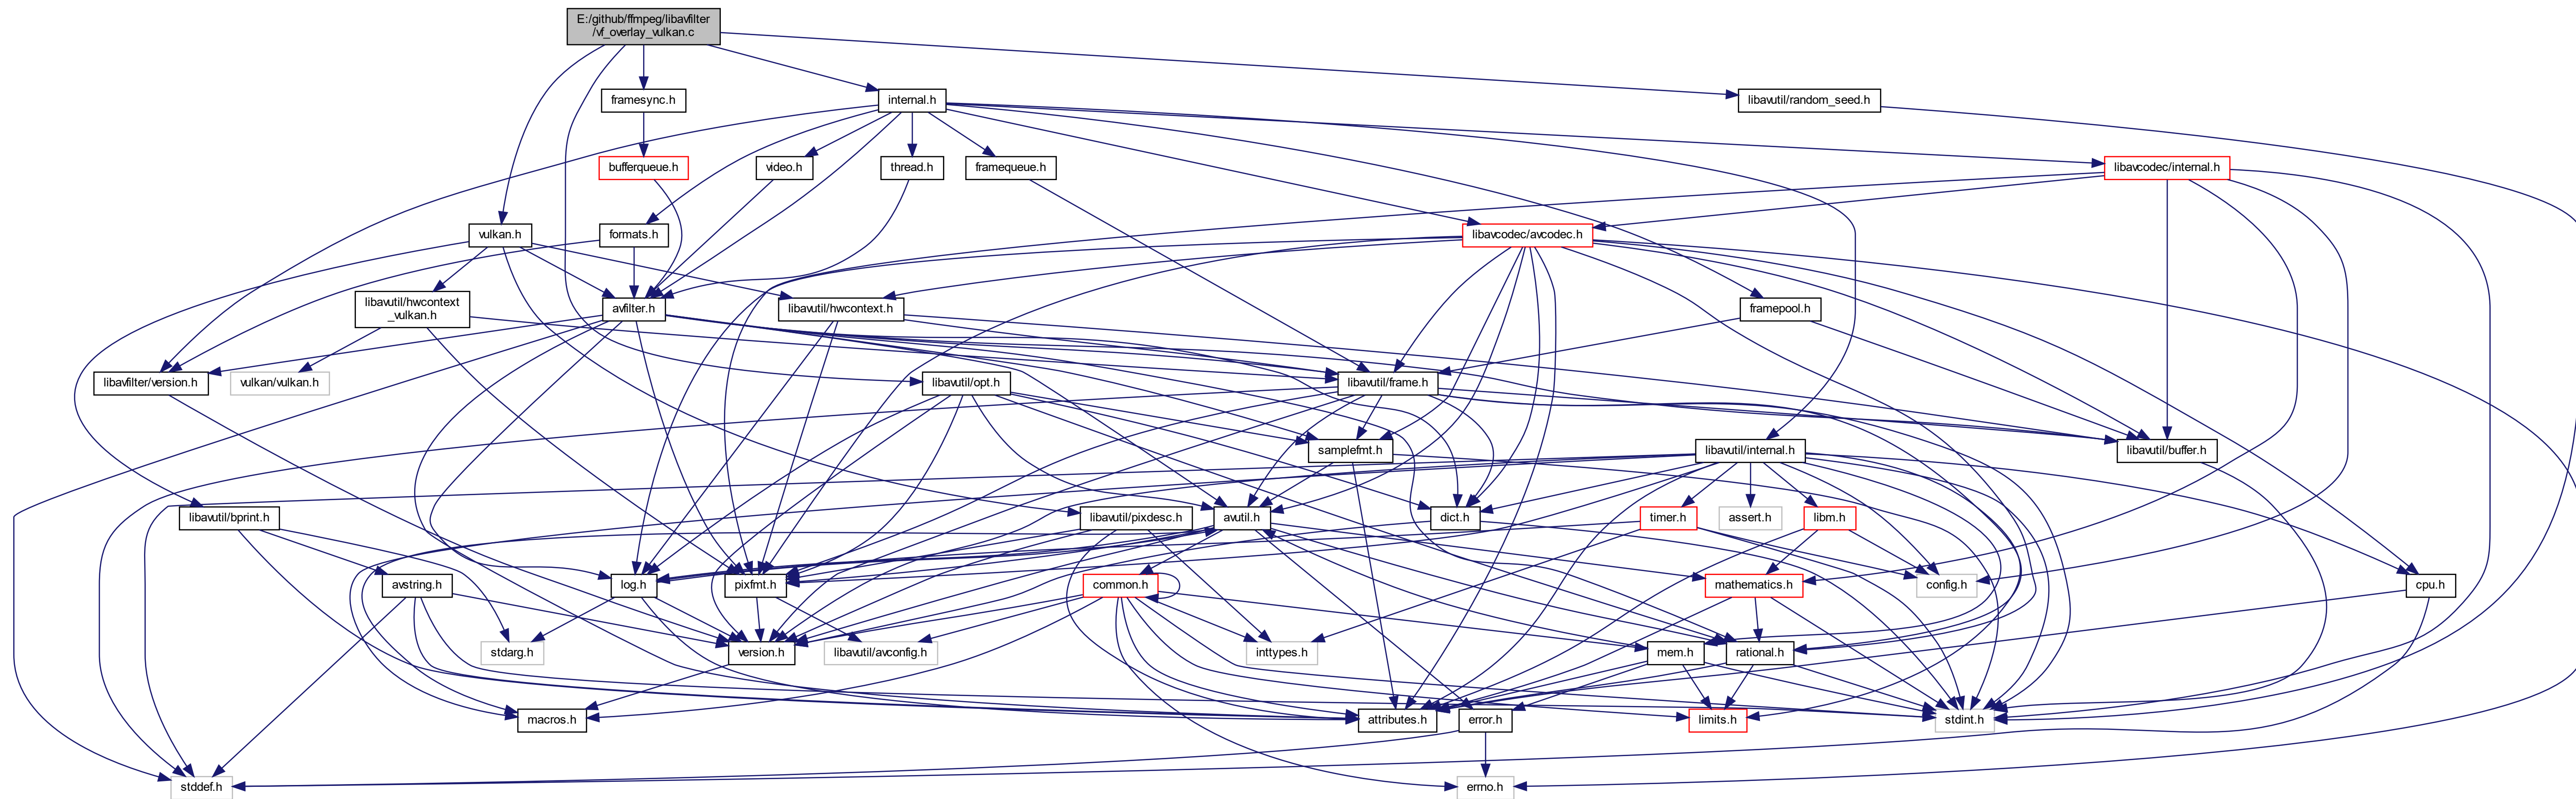 E:/github/ffmpeg/libavfilter
/vf_overlay_vulkan.c
framesync.h
internal.h
libavutil/random_seed.h
bufferqueue.h
video.h
thread.h
framequeue.h
libavcodec/internal.h
vulkan.h
formats.h
libavcodec/avcodec.h
libavutil/hwcontext
_vulkan.h
avfilter.h
libavutil/hwcontext.h
framepool.h
libavfilter/version.h
vulkan/vulkan.h
libavutil/opt.h
libavutil/frame.h
samplefmt.h
libavutil/internal.h
libavutil/buffer.h
libavutil/bprint.h
libavutil/pixdesc.h
avutil.h
dict.h
timer.h
assert.h
libm.h
avstring.h
log.h
pixfmt.h
common.h
mathematics.h
config.h
cpu.h
stdarg.h
version.h
libavutil/avconfig.h
inttypes.h
mem.h
rational.h
macros.h
attributes.h
error.h
limits.h
stdint.h
stddef.h
errno.h